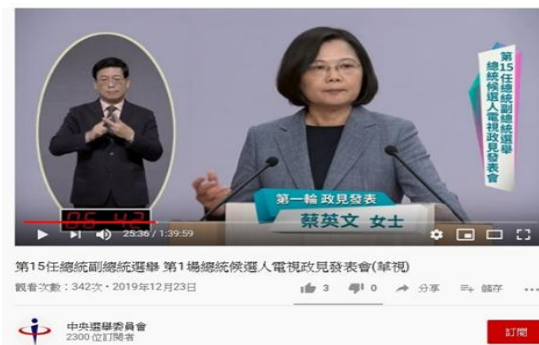 第15任總統副總統選舉
總統候選人電視政見發表會
第一輪 政見發表
蔡英文 女士
06 42
25:36 / 1:39:59
第15任總統副總統選舉 第1場總統候選人電視政見發表會(華視)
觀看次數：342次・2019年12月23日
3
0
分享
儲存
中央選舉委員會
2300 位訂閱者
訂閱